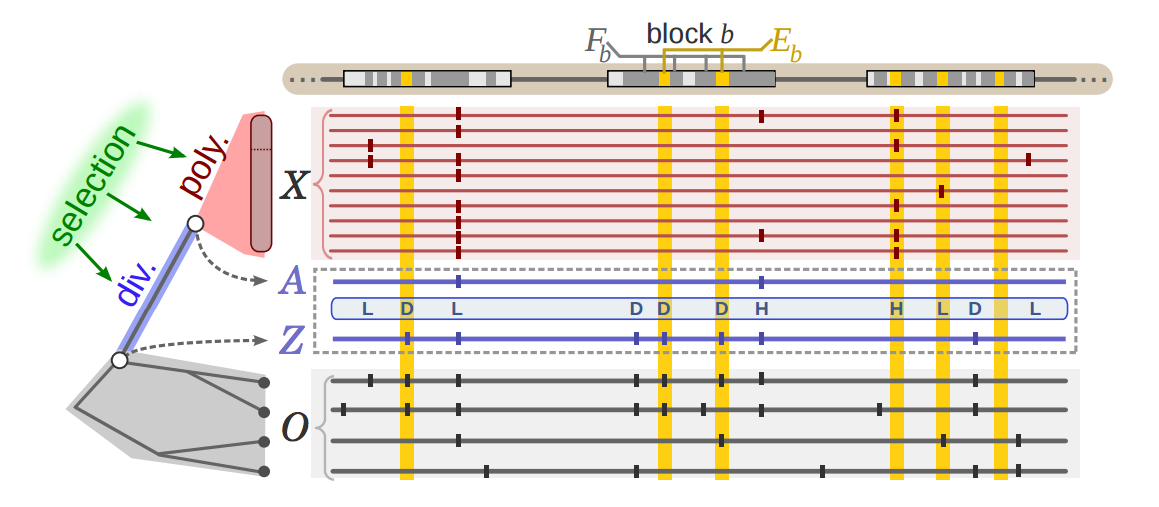 F_b block b E_b
selection
poly.
div.
X
A
L D L D D D H H L D L
Z
O